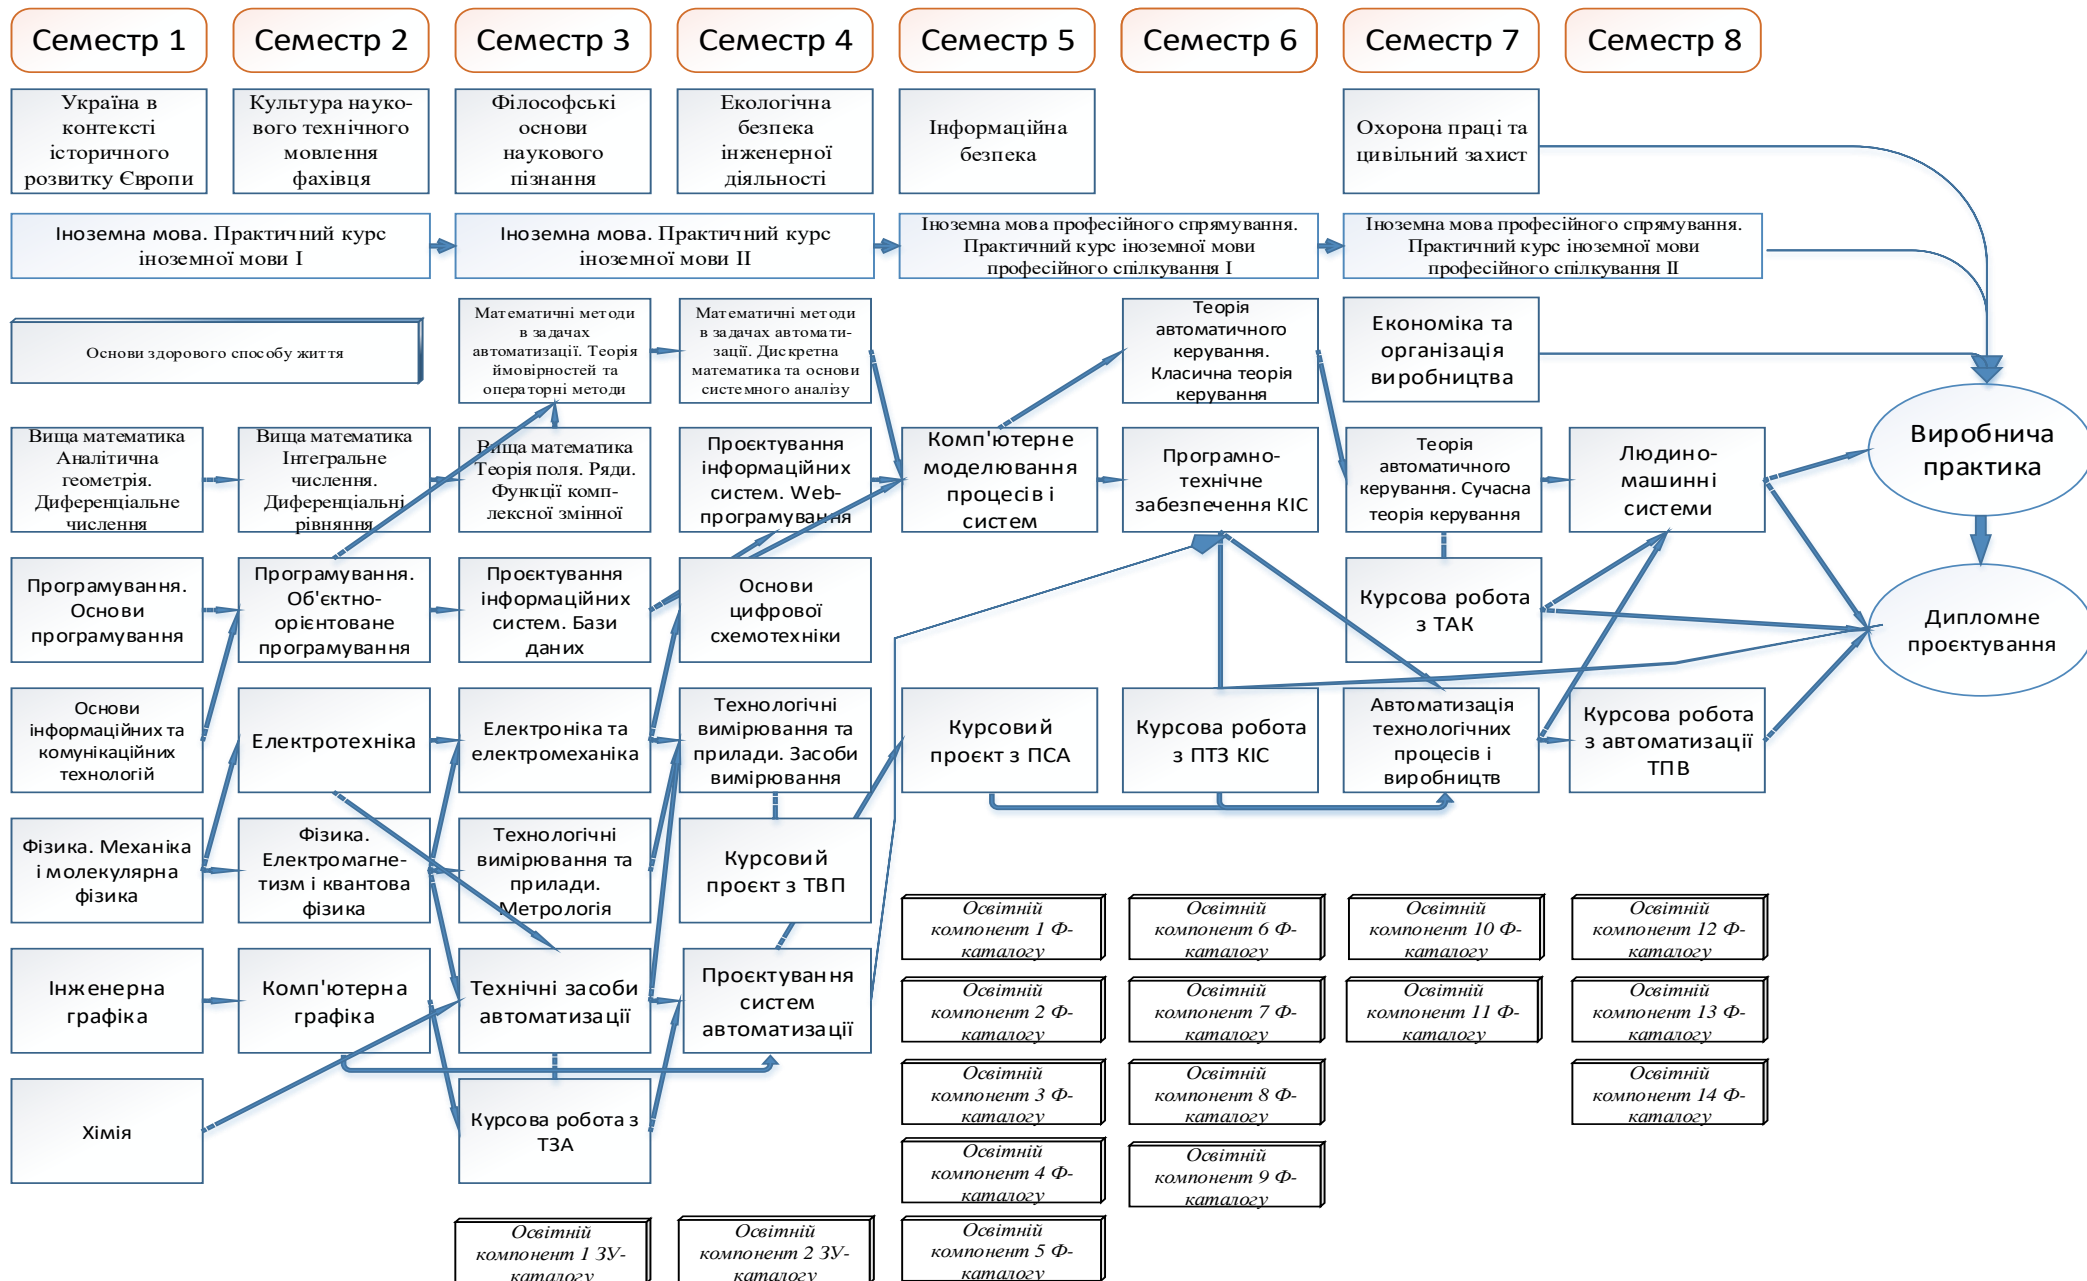 Семестр 1
Семестр 2
Семестр 3
Семестр 4
Семестр 5
Семестр 6
Семестр 7
Семестр 8
Україна в
контексті
історичного
розвитку Європи
Культура науко-
вого технічного
мовлення
фахівця
Філософські
основи
наукового
пізнання
Екологічна
безпека
інженерної
діяльності
Інформаційна
безпека
Охорона праці та
цивільний захист
Іноземна мова. Практичний курс
іноземної мови I
Іноземна мова. Практичний курс
іноземної мови II
Іноземна мова професійного спрямування.
Практичний курс іноземної мови
професійного спілкування I
Іноземна мова професійного спрямування.
Практичний курс іноземної мови
професійного спілкування II
Основи здорового способу життя
Математичні методи
в задачах
автоматизації. Теорія
ймовірностей та
операторні методи
Математичні методи
в задачах автомати-
зації. Дискретна
математика та основи
системного аналізу
Теорія
автоматичного
керування.
Класична теорія
керування
Економіка та
організація
виробництва
Вища математика
Аналітична
геометрія.
Диференціальне
числення
Вища математика
Інтегральне
числення.
Диференціальні
рівняння
Вища математика
Теорія поля. Ряди.
Функції комп-
лексної змінної
Проєктування
інформаційних
систем. Web-
програмування
Комп'ютерне
моделювання
процесів і
систем
Програмно-
технічне
забезпечення КІС
Теорія
автоматичного
керування. Сучасна
теорія керування
Людино-
машинні
системи
Виробнича
практика
Програмування.
Основи
програмування
Програмування.
Об'єктно-
орієнтоване
програмування
Проєктування
інформаційних
систем. Бази
даних
Основи
цифрової
схемотехніки
Курсова робота
з ТАК
Дипломне
проєктування
Основи
інформаційних та
комунікаційних
технологій
Електротехніка
Електроніка та
електромеханіка
Технологічні
вимірювання та
прилади. Засоби
вимірювання
Курсовий
проєкт з ПСА
Курсова робота
з ПТЗ КІС
Автоматизація
технологічних
процесів і
виробництв
Курсова робота
з автоматизації
ТПВ
Фізика. Механіка
і молекулярна
фізика
Фізика.
Електромагне-
тизм і квантова
фізика
Технологічні
вимірювання та
прилади.
Метрологія
Курсовий
проєкт з ТВП
Інженерна
графіка
Комп'ютерна
графіка
Технічні засоби
автоматизації
Проєктування
систем
автоматизації
Хімія
Курсова робота з
ТЗА
Освітній
компонент 1 Ф-
каталогу
Освітній
компонент 6 Ф-
каталогу
Освітній
компонент 10 Ф-
каталогу
Освітній
компонент 12 Ф-
каталогу
Освітній
компонент 2 Ф-
каталогу
Освітній
компонент 7 Ф-
каталогу
Освітній
компонент 11 Ф-
каталогу
Освітній
компонент 13 Ф-
каталогу
Освітній
компонент 3 Ф-
каталогу
Освітній
компонент 8 Ф-
каталогу
Освітній
компонент 14 Ф-
каталогу
Освітній
компонент 4 Ф-
каталогу
Освітній
компонент 9 Ф-
каталогу
Освітній
компонент 1 ЗУ-
каталогу
Освітній
компонент 2 ЗУ-
каталогу
Освітній
компонент 5 Ф-
каталогу